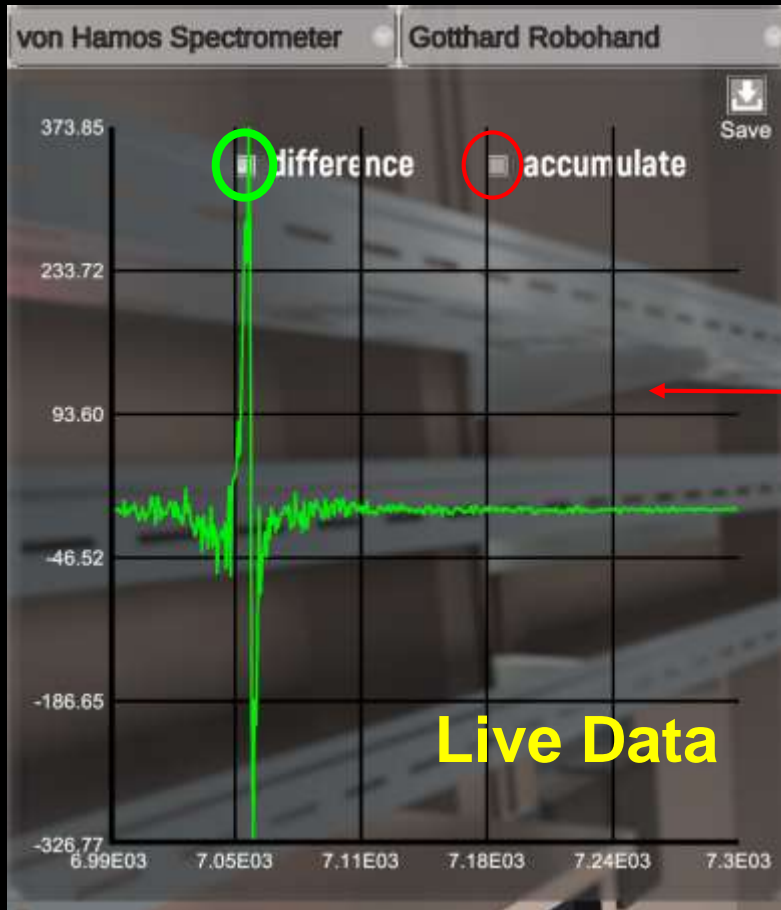 von Hamos Spectrometer
Gotthard Robohand
Save
373.85
difference
accumulate
233.72
93.60
-46.52
-186.65
Live Data
-326.77
6.99E03 7.05E03 7.11E03 7.18E03 7.24E03 7.3E03